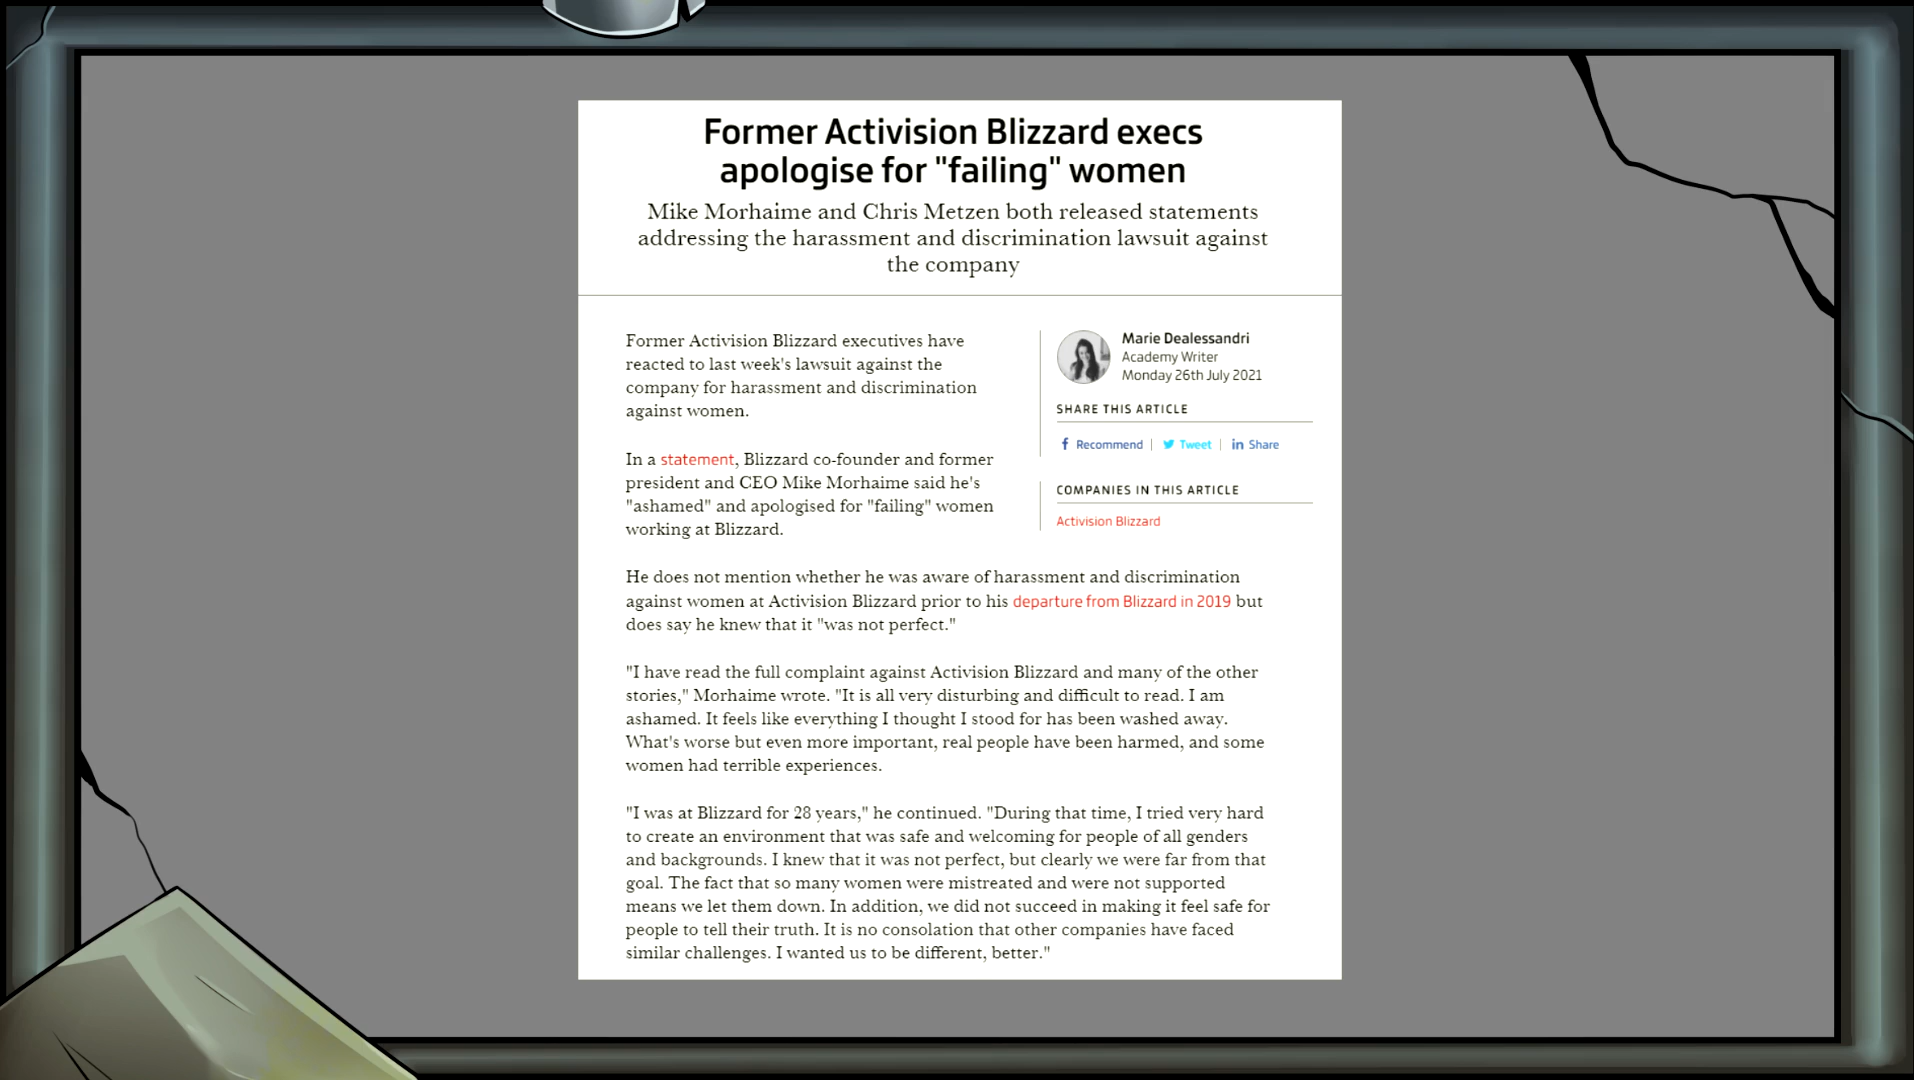 Former Activision Blizzard execs
apologise for "failing" women
Mike Morhaime and Chris Metzen both released statements
addressing the harassment and discrimination lawsuit against
the company
Former Activision Blizzard executives have
reacted to last week's lawsuit against the
company for harassment and discrimination
against women.
In a statement, Blizzard co-founder and former
president and CEO Mike Morhaime said he's
"ashamed" and apologised for "failing" women
working at Blizzard.
Marie Dealessandri
Academy Writer
Monday 26th July 2021
SHARE THIS ARTICLE
f Recommend | Tweet | in Share
COMPANIES IN THIS ARTICLE
Activision Blizzard
He does not mention whether he was aware of harassment and discrimination
against women at Activision Blizzard prior to his departure from Blizzard in 2019 but
does say he knew that it "was not perfect."
"I have read the full complaint against Activision Blizzard and many of the other
stories," Morhaime wrote. "It is all very disturbing and difficult to read. I am
ashamed. It feels like everything I thought I stood for has been washed away.
What's worse but even more important, real people have been harmed, and some
women had terrible experiences.
"I was at Blizzard for 28 years," he continued. "During that time, I tried very hard
to create an environment that was safe and welcoming for people of all genders
and backgrounds. I knew that it was not perfect, but clearly we were far from that
goal. The fact that so many women were mistreated and were not supported
means we let them down. In addition, we did not succeed in making it feel safe for
people to tell their truth. It is no consolation that other companies have faced
similar challenges. I wanted us to be different, better."